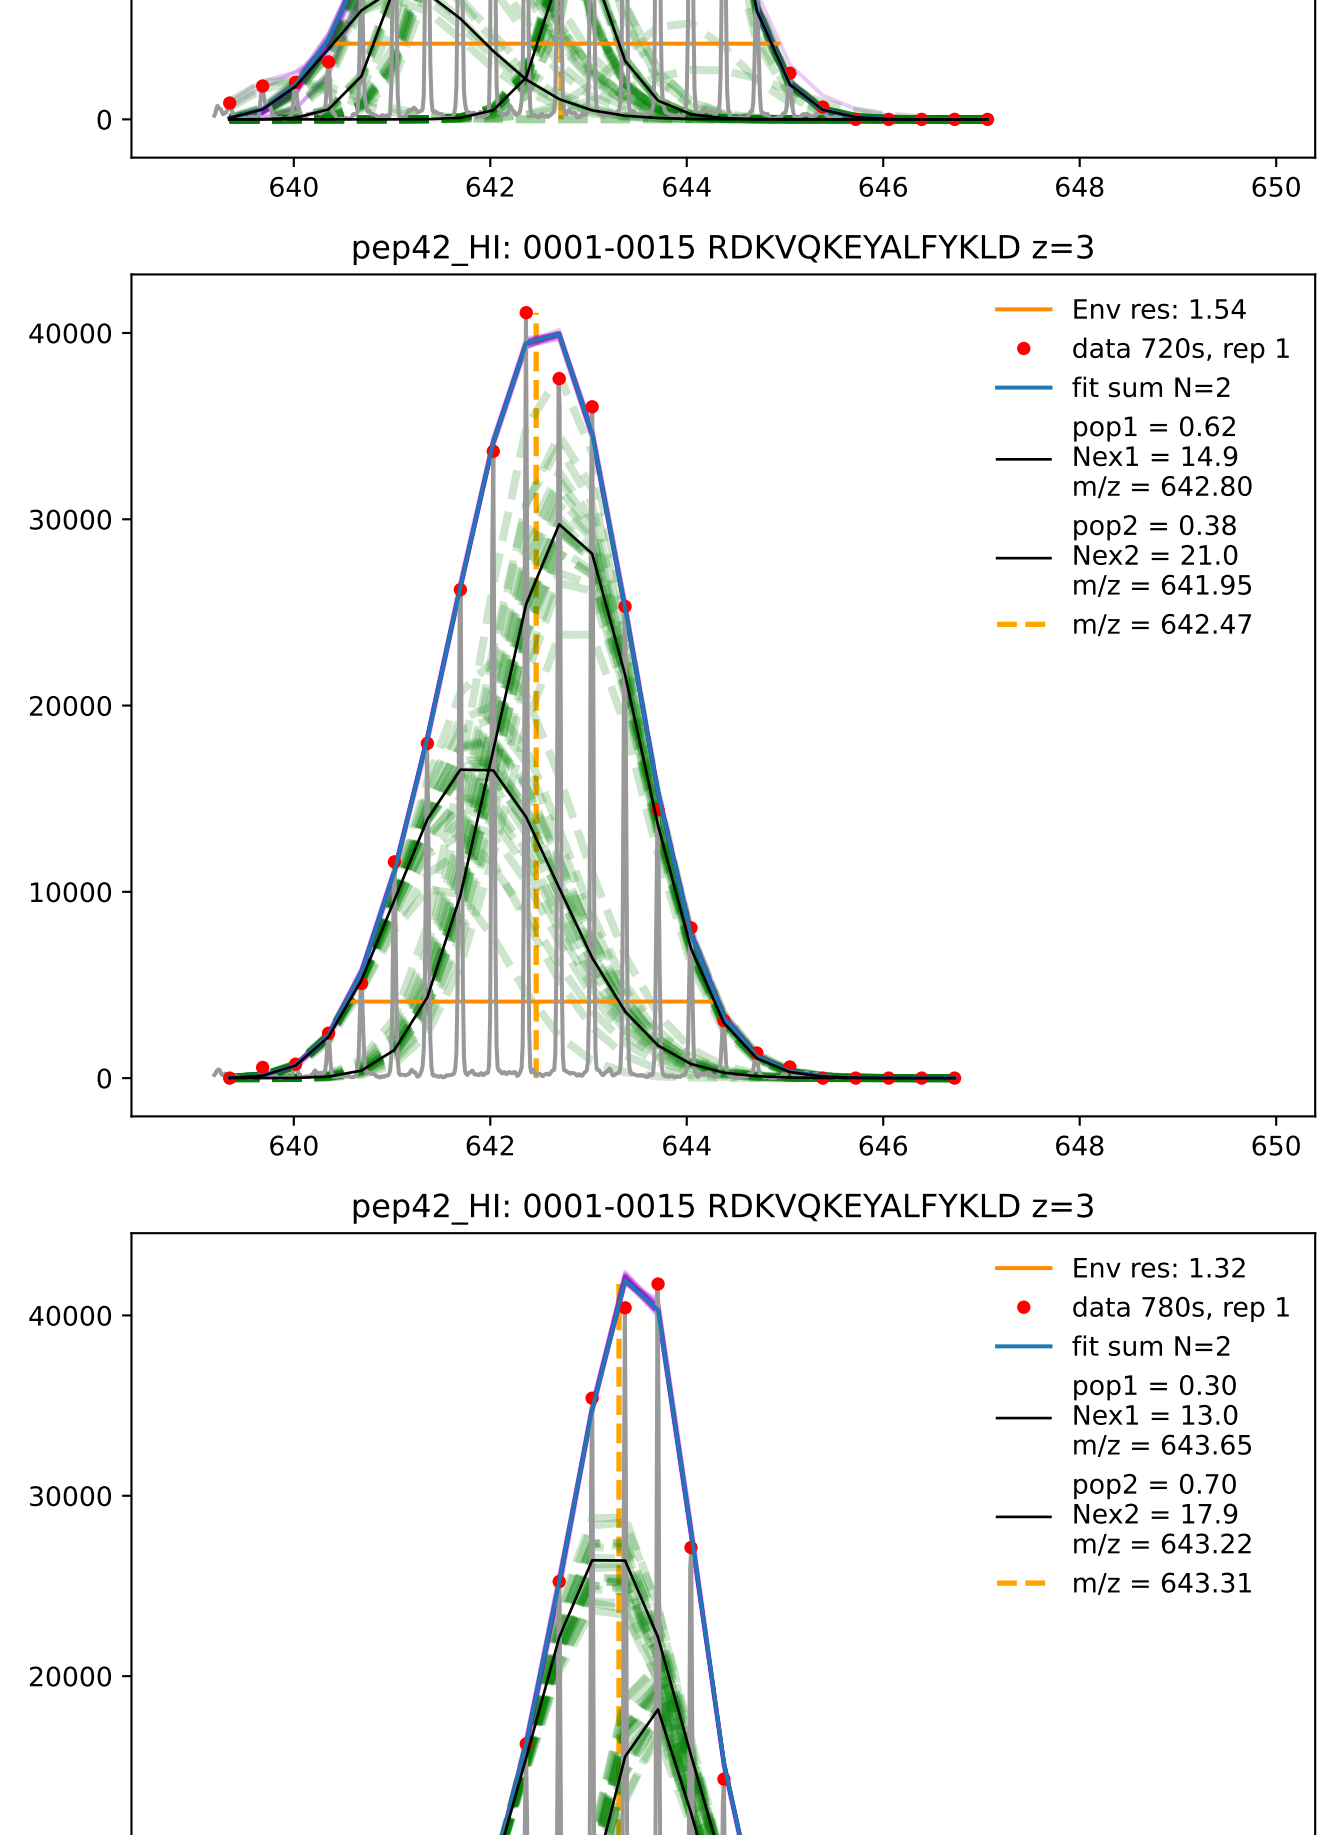 0
640 642 644 646 648 650
pep42_HI: 0001-0015 RDKVQKEYALFYKLD z=3
40000
30000
20000
10000
0
Env res: 1.54
data 720s, rep 1
fit sum N=2
pop1 = 0.62
Nex1 = 14.9
m/z = 642.80
pop2 = 0.38
Nex2 = 21.0
m/z = 641.95
m/z = 642.47
640 642 644 646 648 650
pep42_HI: 0001-0015 RDKVQKEYALFYKLD z=3
40000
30000
20000
Env res: 1.32
data 780s, rep 1
fit sum N=2
pop1 = 0.30
Nex1 = 13.0
m/z = 643.65
pop2 = 0.70
Nex2 = 17.9
m/z = 643.22
m/z = 643.31